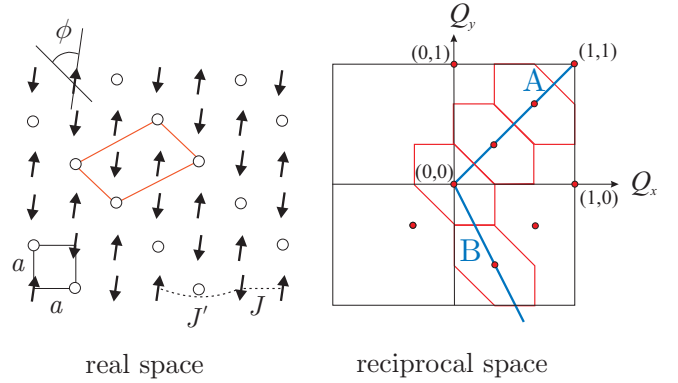 ϕ
a
a
J′
J
real space
Q_y
(0,1)
(1,1)
A
(0,0)
(1,0)
Q_x
B
reciprocal space